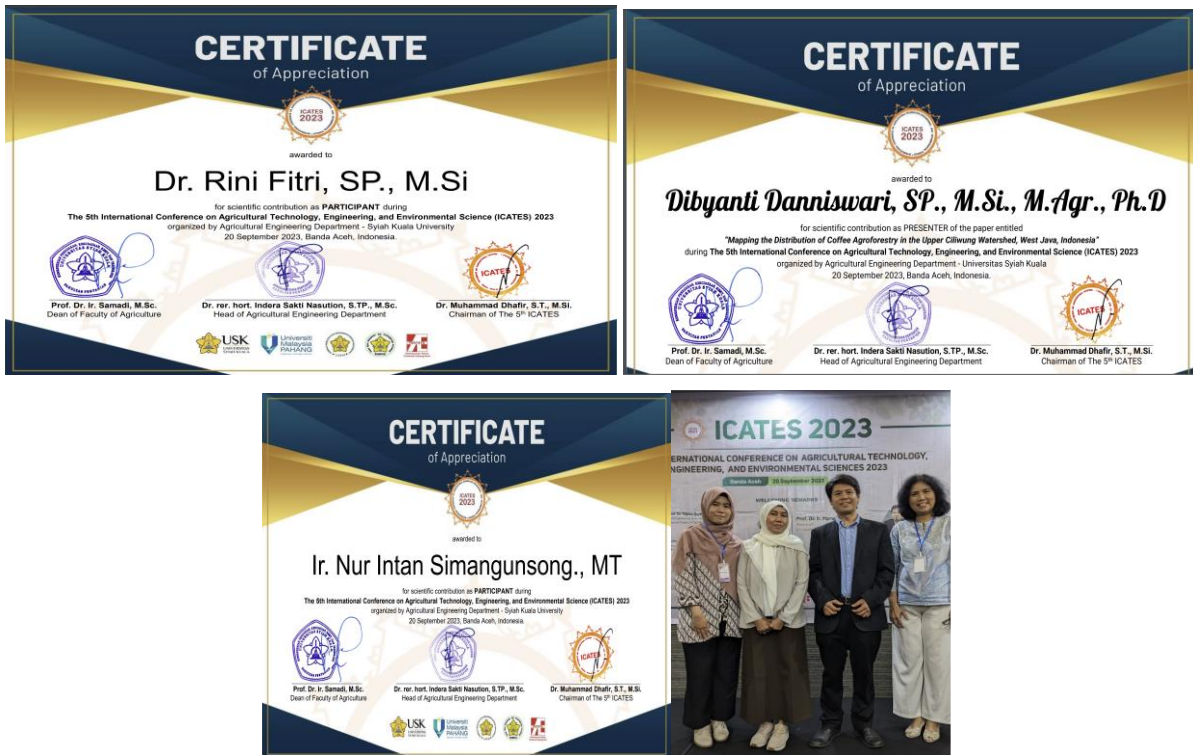 CERTIFICATE
of Appreciation
ICATES
2023
awarded to
Dr. Rini Fitri, SP., M.Si
for scientific contribution as PARTICIPANT during
The 5th International Conference on Agricultural Technology, Engineering, and Environmental Science (ICATES) 2023
organized by Agricultural Engineering Department - Syiah Kuala University
20 September 2023, Banda Aceh, Indonesia.
ICATES
Prof. Dr. Ir. Samadi, M.Sc.
Dean of Faculty of Agriculture
Dr. rer. hort. Indera Sakti Nasution, S.TP., M.Sc.
Head of Agricultural Engineering Department
Dr. Muhammad Dhafir, S.T., M.Si.
Chairman of The 5th ICATES
USK
Universiti
Malaysia
PAHANG
CERTIFICATE
of Appreciation
ICATES
2023
awarded to
Dibyanti Danniswari, SP., M.Si., M.Agr., Ph.D
for scientific contribution as PRESENTER of the paper entitled
"Mapping the Distribution of Coffee Agroforestry in the Upper Ciliwung Watershed, West Java, Indonesia"
during The 5th International Conference on Agricultural Technology, Engineering, and Environmental Science (ICATES) 2023
organized by Agricultural Engineering Department - Universitas Syiah Kuala
20 September 2023, Banda Aceh, Indonesia.
ICATES
Prof. Dr. Ir. Samadi, M.Sc.
Dean of Faculty of Agriculture
Dr. rer. hort. Indera Sakti Nasution, S.TP., M.Sc.
Head of Agricultural Engineering Department
Dr. Muhammad Dhafir, S.T., M.Si.
Chairman of The 5th ICATES
CERTIFICATE
of Appreciation
ICATES
2023
awarded to
Ir. Nur Intan Simangunsong., MT
for scientific contribution as PARTICIPANT during
The 5th International Conference on Agricultural Technology, Engineering, and Environmental Science (ICATES) 2023
organized by Agricultural Engineering Department - Syiah Kuala University
20 September 2023, Banda Aceh, Indonesia.
ICATES
Prof. Dr. Ir. Samadi, M.Sc.
Dean of Faculty of Agriculture
Dr. rer. hort. Indera Sakti Nasution, S.TP., M.Sc.
Head of Agricultural Engineering Department
Dr. Muhammad Dhafir, S.T., M.Si.
Chairman of The 5th ICATES
USK
Universiti
Malaysia
PAHANG
ICATES 2023
INTERNATIONAL CONFERENCE ON AGRICULTURAL TECHNOLOGY,
ENGINEERING, AND ENVIRONMENTAL SCIENCES 2023
Banda Aceh 20 September 2023